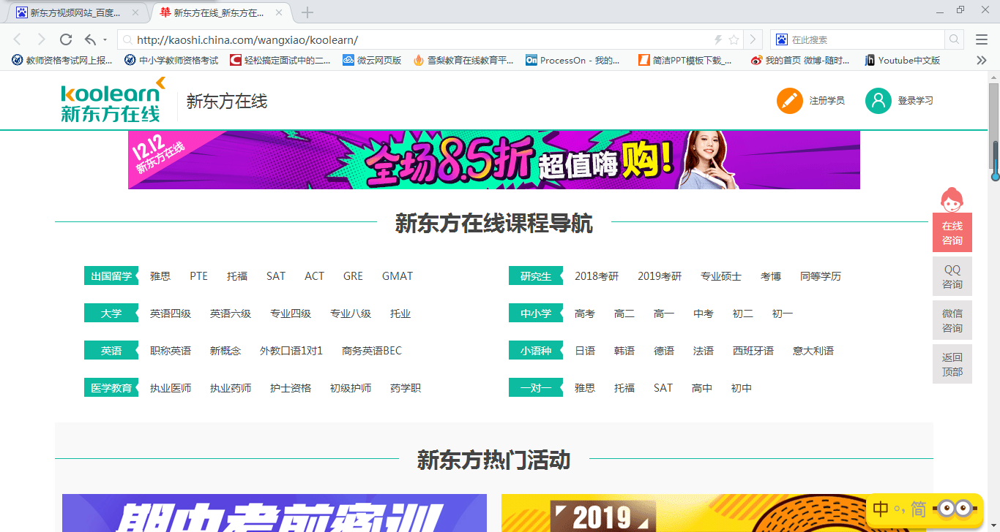 新东方视频网站_百度...
新东方在线_新东方在...
http://kaoshi.china.com/wangxiao/koolearn/
在此搜索
教师资格考试网上报...
中小学教师资格考试
轻松搞定面试中的二...
微云网页版
雪梨教育在线教育平...
ProcessOn - 我的...
简洁PPT模板下载_...
我的首页 微博-随时...
Youtube中文版
koolearn
新东方在线
新东方在线
注册学员
登录学习
12.12
新东方在线
全场8.5折 超值嗨购!
新东方在线课程导航
出国留学 雅思 PTE 托福 SAT ACT GRE GMAT
研究生 2018考研 2019考研 专业硕士 考博 同等学历
大学 英语四级 英语六级 专业四级 专业八级 托业
中小学 高考 高二 高一 中考 初二 初一
英语 职称英语 新概念 外教口语1对1 商务英语BEC
小语种 日语 韩语 德语 法语 西班牙语 意大利语
医学教育 执业医师 执业药师 护士资格 初级护师 药学职
一对一 雅思 托福 SAT 高中 初中
在线
咨询
QQ
咨询
微信
咨询
返回
顶部
新东方热门活动
期中考前密训
2019
中 简